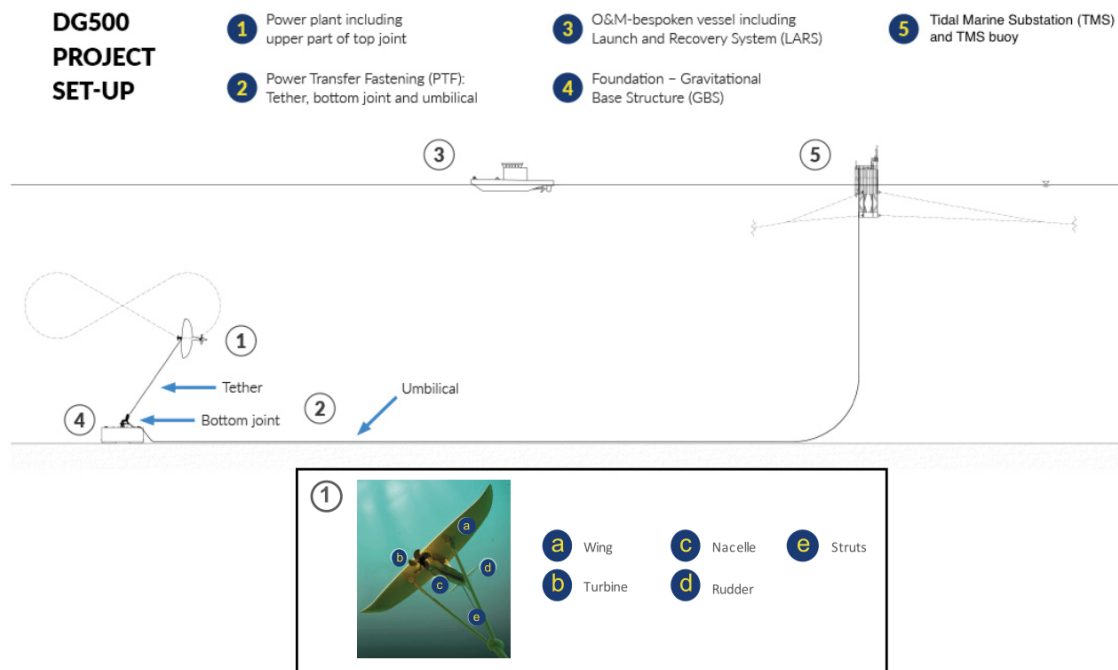 DG500
PROJECT
SET-UP
1 Power plant including
upper part of top joint
2 Power Transfer Fastening (PTF):
Tether, bottom joint and umbilical
3 O&M-bespoken vessel including
Launch and Recovery System (LARS)
4 Foundation – Gravitational
Base Structure (GBS)
5 Tidal Marine Substation (TMS)
and TMS buoy
3
5
1
Tether
Umbilical
2
4
Bottom joint
1
a
b
d
c
e
a Wing
c Nacelle
e Struts
b Turbine
d Rudder